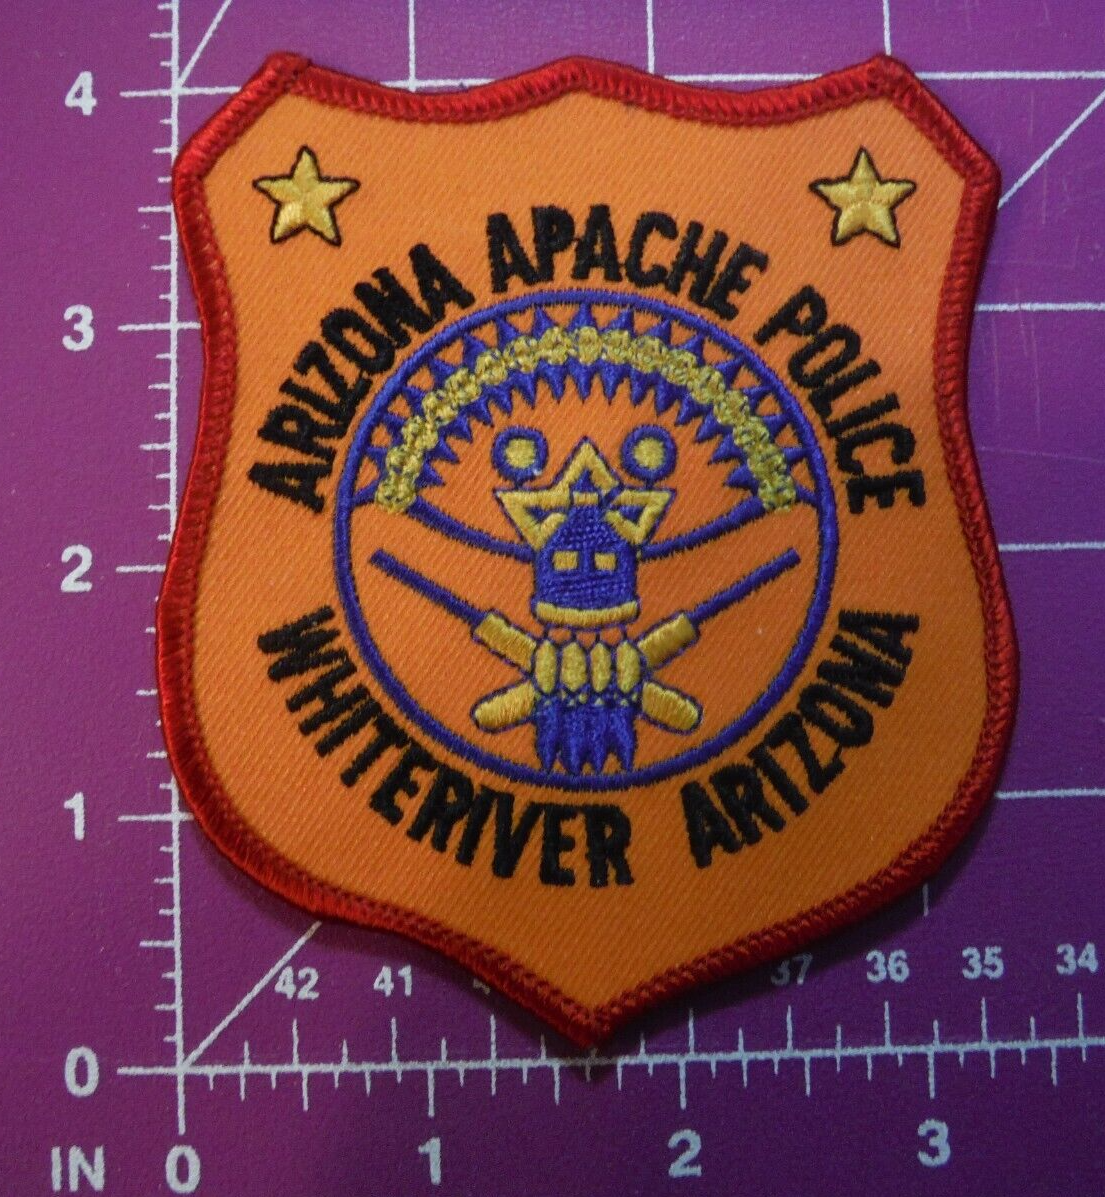 4
3
2
1
0
ARIZONA APACHE POLICE
WHITERIVER ARIZONA
42 41 37 36 35 34
IN 0 1 2 3